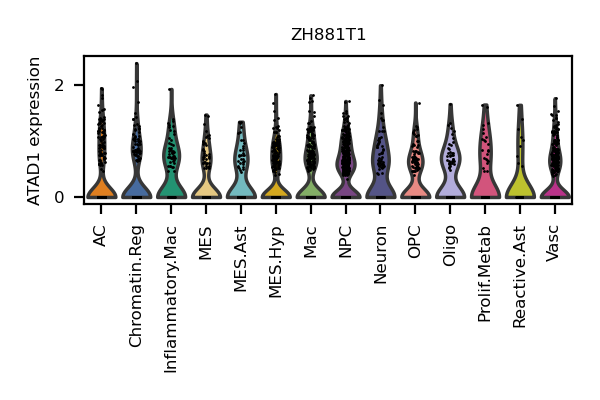 ZH881T1
ATAD1 expression
2
0
AC
Chromatin.Reg
Inflammatory.Mac
MES
MES.Ast
MES.Hyp
Mac
NPC
Neuron
OPC
Oligo
Prolif.Metab
Reactive.Ast
Vasc